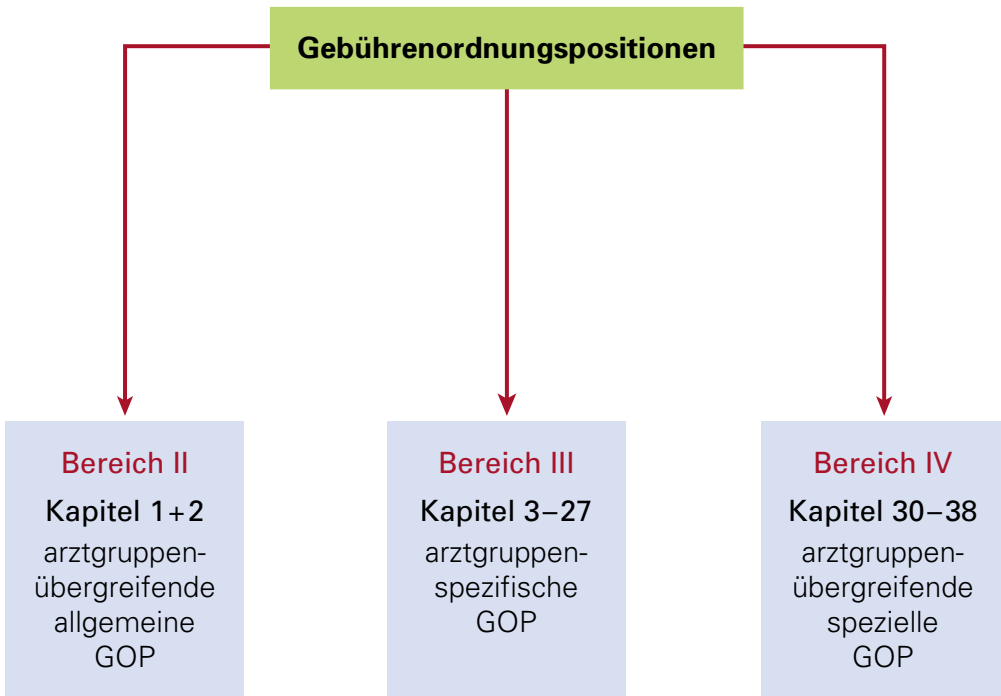 Gebührenordnungspositionen
Bereich II
Kapitel 1+2
arztgruppen-
übergreifende
allgemeine
GOP
Bereich III
Kapitel 3–27
arztgruppen-
spezifische
GOP
Bereich IV
Kapitel 30–38
arztgruppen-
übergreifende
spezielle
GOP